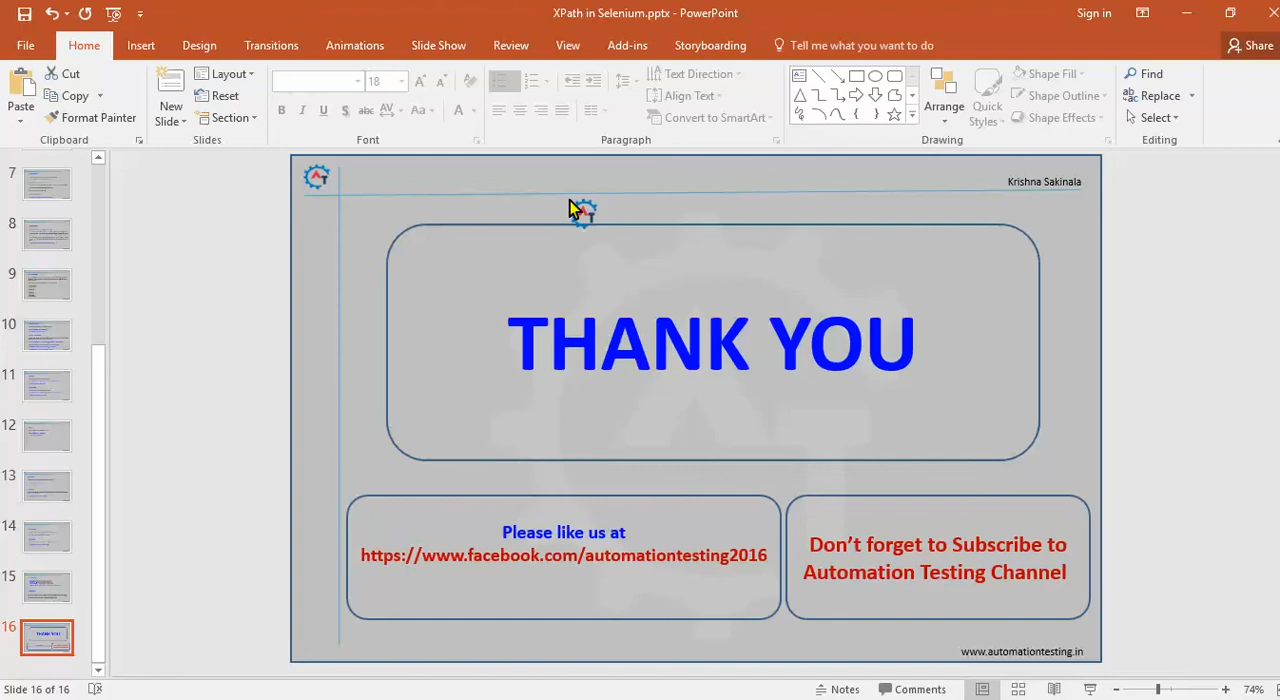 XPath in Selenium.pptx - PowerPoint
Sign in
File
Home
Insert
Design
Transitions
Animations
Slide Show
Review
View
Add-ins
Storyboarding
Tell me what you want to do
Share
Paste
Cut
Copy
Format Painter
Clipboard
New
Slide
Layout
Reset
Section
Slides
18
B I U S abc AV Aa A
Font
Text Direction
Align Text
Convert to SmartArt
Paragraph
Arrange
Quick
Styles
Shape Fill
Shape Outline
Shape Effects
Drawing
Find
Replace
Select
Editing
7
8
9
10
11
12
13
14
15
16
Krishna Sakinala
THANK YOU
Please like us at
https://www.facebook.com/automationtesting2016
Don’t forget to Subscribe to
Automation Testing Channel
www.automationtesting.in
Slide 16 of 16
Notes
Comments
74%